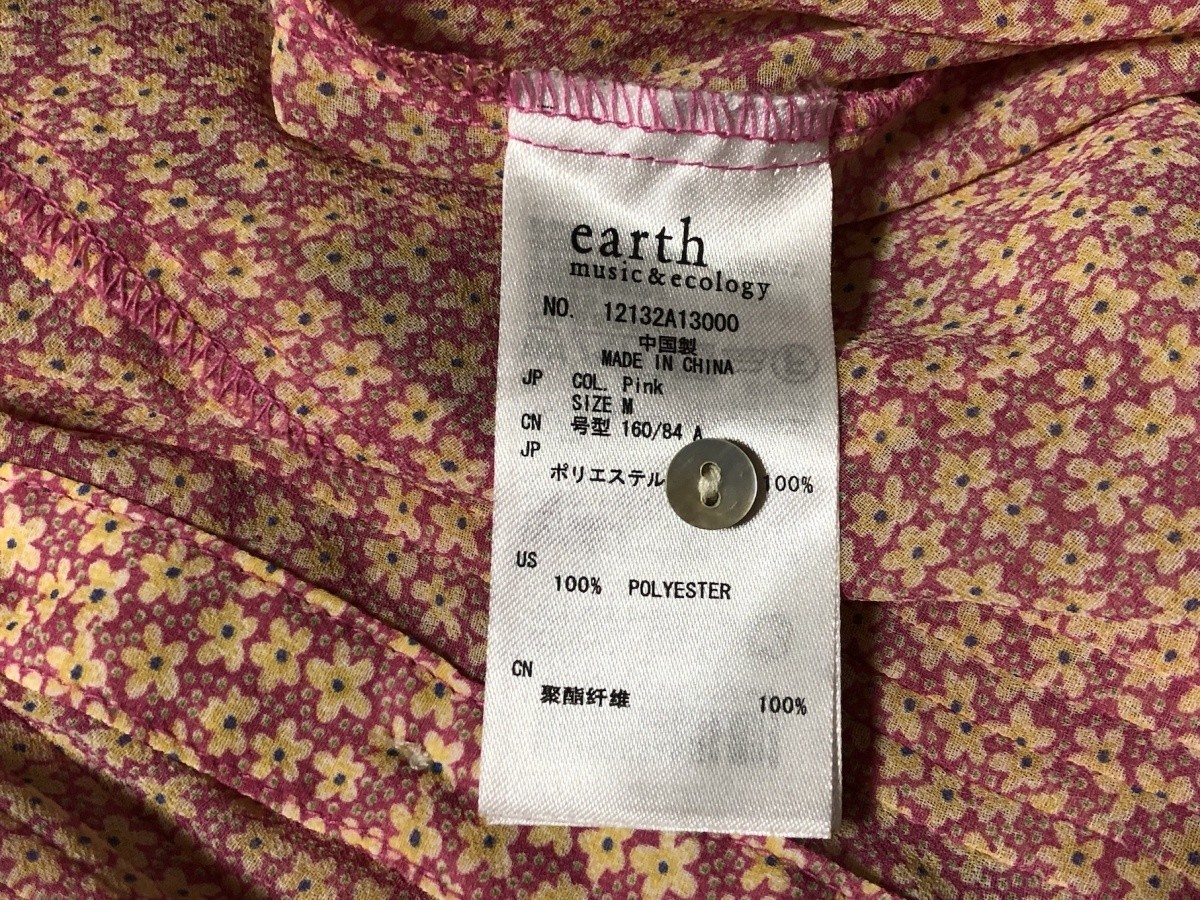 earth
music&ecology
NO. 12132A13000
中国製
MADE IN CHINA
JP COL. Pink
SIZE M
CN 号型 160/84 A
JP
ポリエステル 100%
US
100% POLYESTER
CN
聚酯纤维 100%